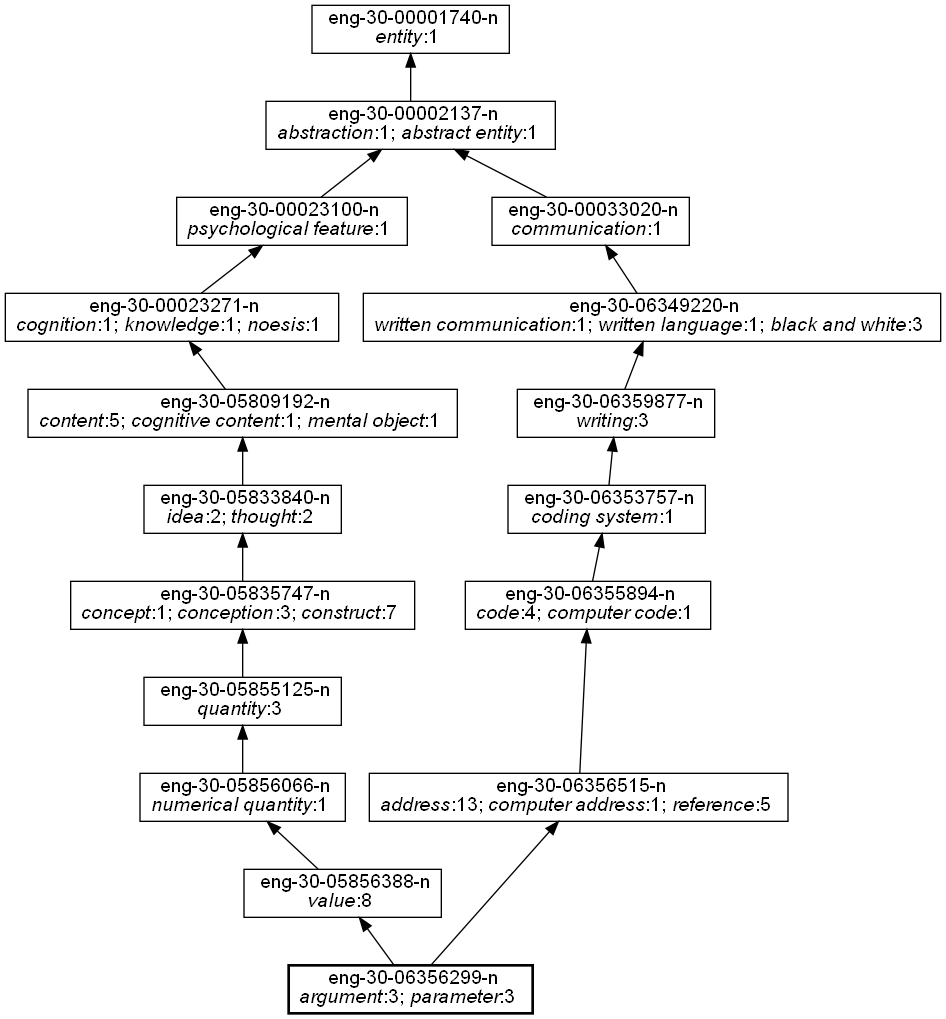 eng-30-00001740-n
entity:1
eng-30-00002137-n
abstraction:1; abstract entity:1
eng-30-00023100-n
psychological feature:1
eng-30-00033020-n
communication:1
eng-30-00023271-n
cognition:1; knowledge:1; noesis:1
eng-30-06349220-n
written communication:1; written language:1; black and white:3
eng-30-05809192-n
content:5; cognitive content:1; mental object:1
eng-30-06359877-n
writing:3
eng-30-05833840-n
idea:2; thought:2
eng-30-06353757-n
coding system:1
eng-30-05835747-n
concept:1; conception:3; construct:7
eng-30-06355894-n
code:4; computer code:1
eng-30-05855125-n
quantity:3
eng-30-05856066-n
numerical quantity:1
eng-30-06356515-n
address:13; computer address:1; reference:5
eng-30-05856388-n
value:8
eng-30-06356299-n
argument:3; parameter:3